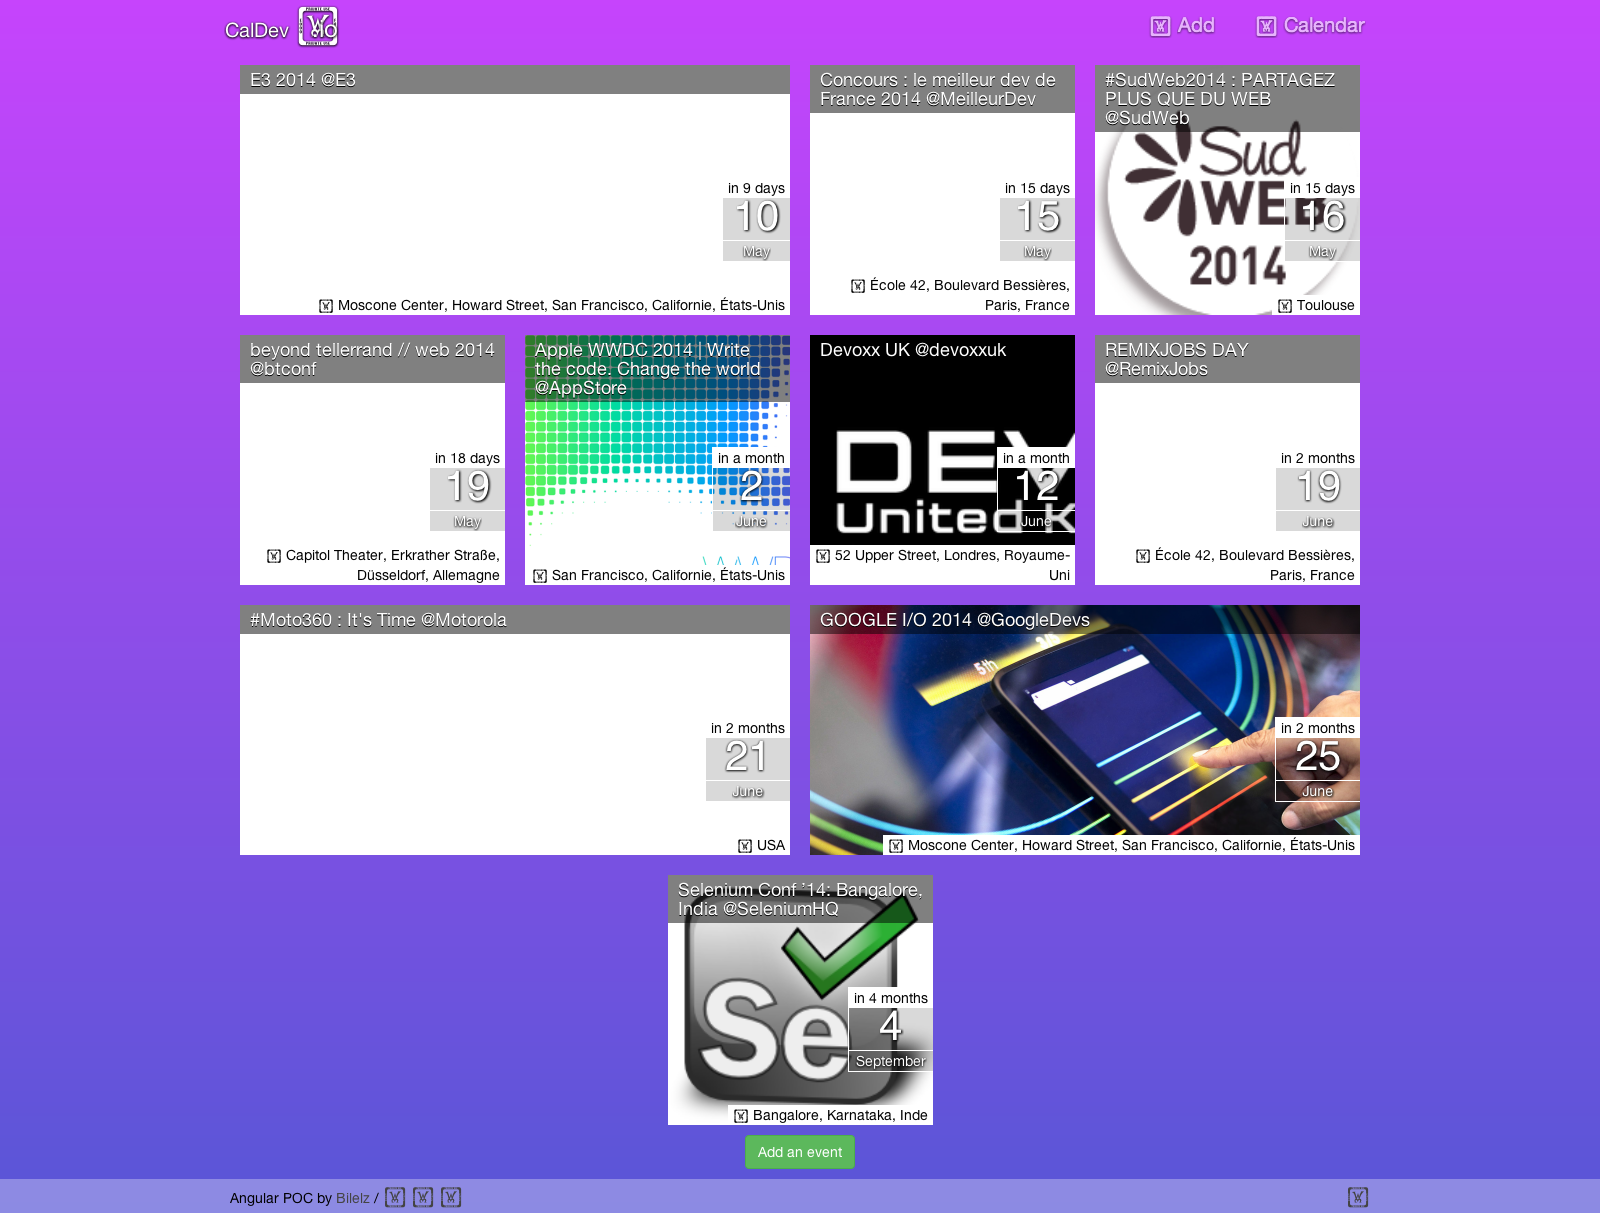 CalDev
Add
Calendar
E3 2014 @E3
in 9 days
10
May
Moscone Center, Howard Street, San Francisco, Californie, États-Unis
Concours : le meilleur dev de
France 2014 @MeilleurDev
in 15 days
15
May
École 42, Boulevard Bessières,
Paris, France
#SudWeb2014 : PARTAGEZ
PLUS QUE DU WEB
@SudWeb
Sud
WEB
2014
in 15 days
16
May
Toulouse
beyond tellerrand // web 2014
@btconf
in 18 days
19
May
Capitol Theater, Erkrather Straße,
Düsseldorf, Allemagne
Apple WWDC 2014 | Write
the code. Change the world
@AppStore
in a month
2
June
San Francisco, Californie, États-Unis
Devoxx UK @devoxxuk
DEV
United K
in a month
12
June
52 Upper Street, Londres, Royaume-
Uni
REMIXJOBS DAY
@RemixJobs
in 2 months
19
June
École 42, Boulevard Bessières,
Paris, France
#Moto360 : It's Time @Motorola
in 2 months
21
June
USA
GOOGLE I/O 2014 @GoogleDevs
5th
in 2 months
25
June
Moscone Center, Howard Street, San Francisco, Californie, États-Unis
Selenium Conf ’14: Bangalore,
India @SeleniumHQ
Se
in 4 months
4
September
Bangalore, Karnataka, Inde
Add an event
Angular POC by Bilelz /